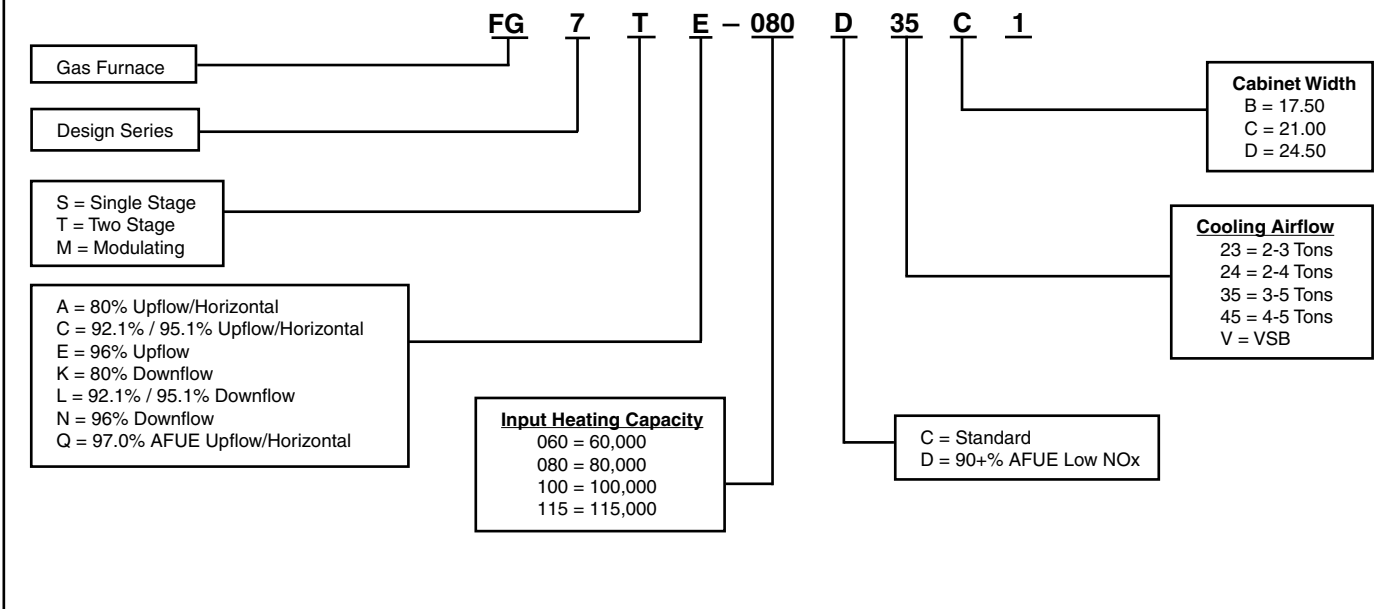 FG 7 T E – 080 D 35 C 1
Gas Furnace
Design Series
S = Single Stage
T = Two Stage
M = Modulating
A = 80% Upflow/Horizontal
C = 92.1% / 95.1% Upflow/Horizontal
E = 96% Upflow
K = 80% Downflow
L = 92.1% / 95.1% Downflow
N = 96% Downflow
Q = 97.0% AFUE Upflow/Horizontal
Input Heating Capacity
060 = 60,000
080 = 80,000
100 = 100,000
115 = 115,000
C = Standard
D = 90+% AFUE Low NOx
Cooling Airflow
23 = 2-3 Tons
24 = 2-4 Tons
35 = 3-5 Tons
45 = 4-5 Tons
V = VSB
Cabinet Width
B = 17.50
C = 21.00
D = 24.50